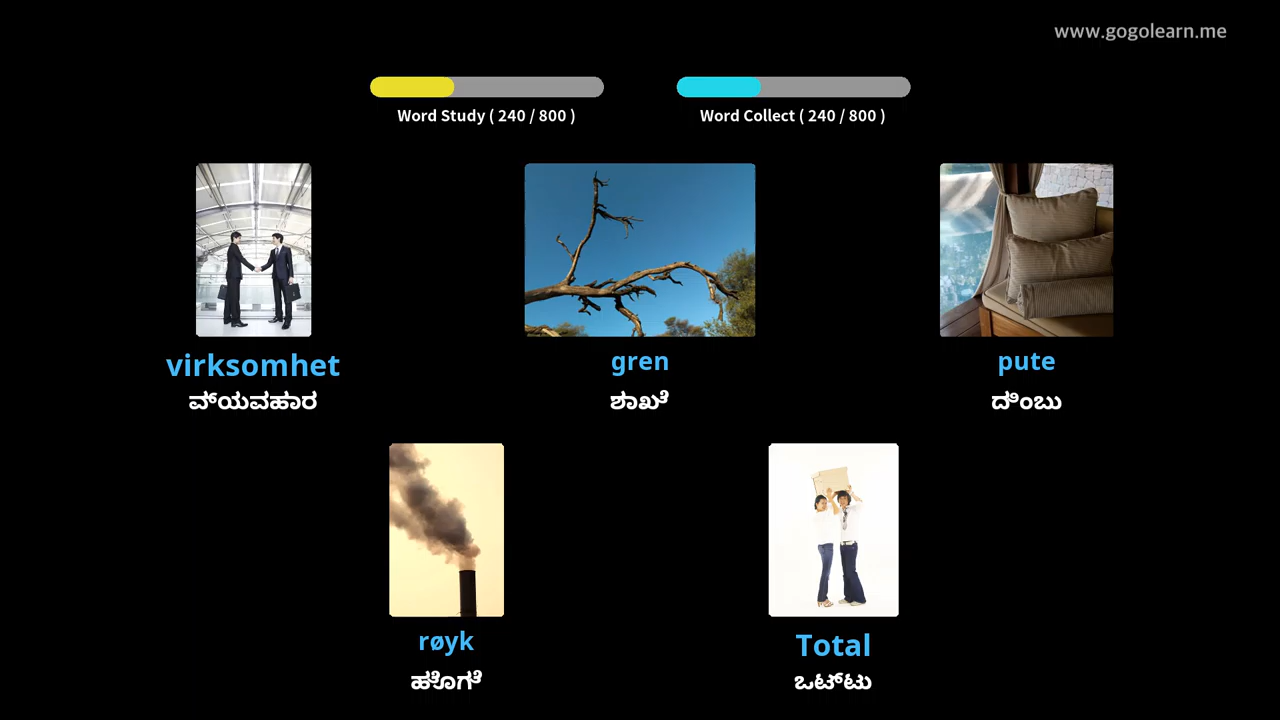 www.gogolearn.me
Word Study ( 240 / 800 )
Word Collect ( 240 / 800 )
virksomhet
ವ್ಯವಹಾರ
gren
ಶಾಖೆ
pute
ದಿಂಬು
røyk
ಹೊಗೆ
Total
ಒಟ್ಟು